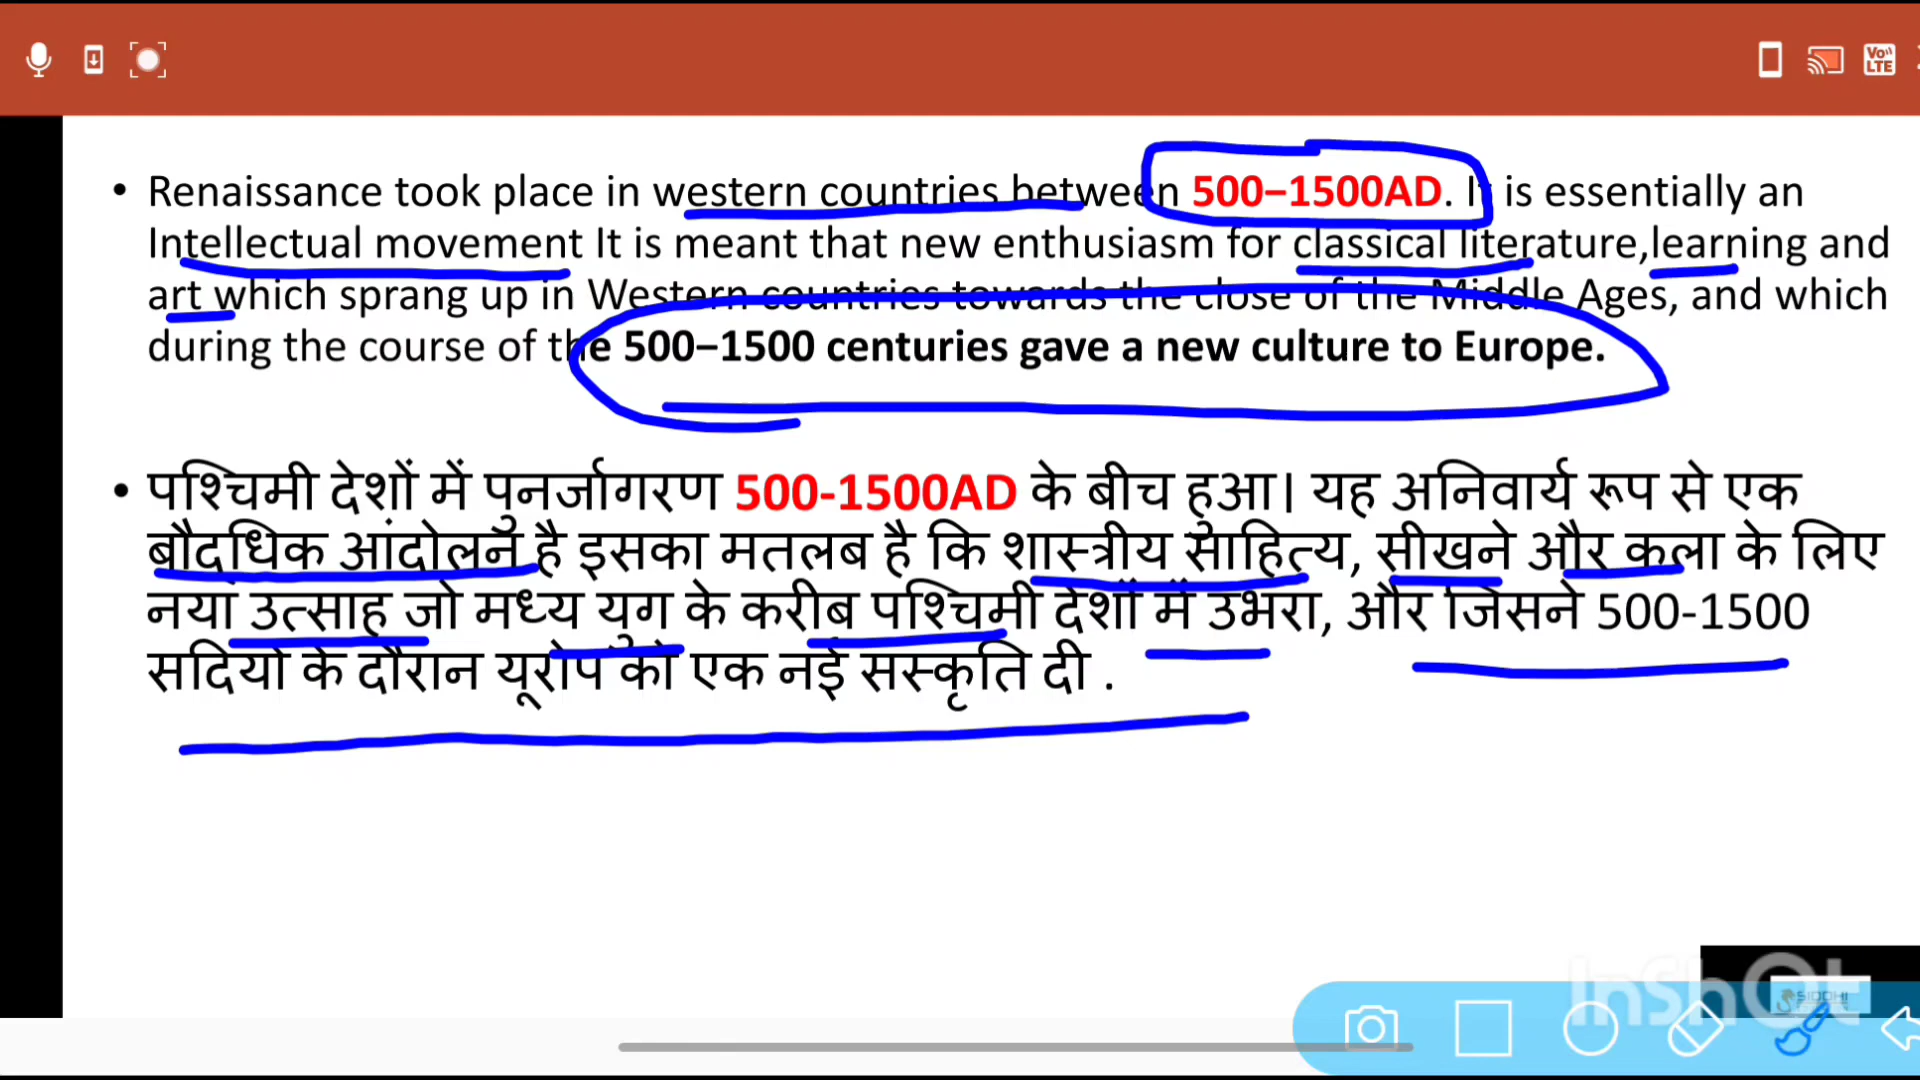 Vo)) LTE
• Renaissance took place in western countries between 500–1500AD. It is essentially an
Intellectual movement It is meant that new enthusiasm for classical literature,learning and
art which sprang up in Western countries towards the close of the Middle Ages, and which
during the course of the 500–1500 centuries gave a new culture to Europe.
• पश्चिमी देशों में पुनर्जागरण 500-1500AD के बीच हुआ। यह अनिवार्य रूप से एक
बौद्धिक आंदोलन है इसका मतलब है कि शास्त्रीय साहित्य, सीखने और कला के लिए
नया उत्साह जो मध्य युग के करीब पश्चिमी देशों में उभरा, और जिसने 500-1500
सदियों के दौरान यूरोप को एक नई संस्कृति दी .
InShOt
SIDDHI